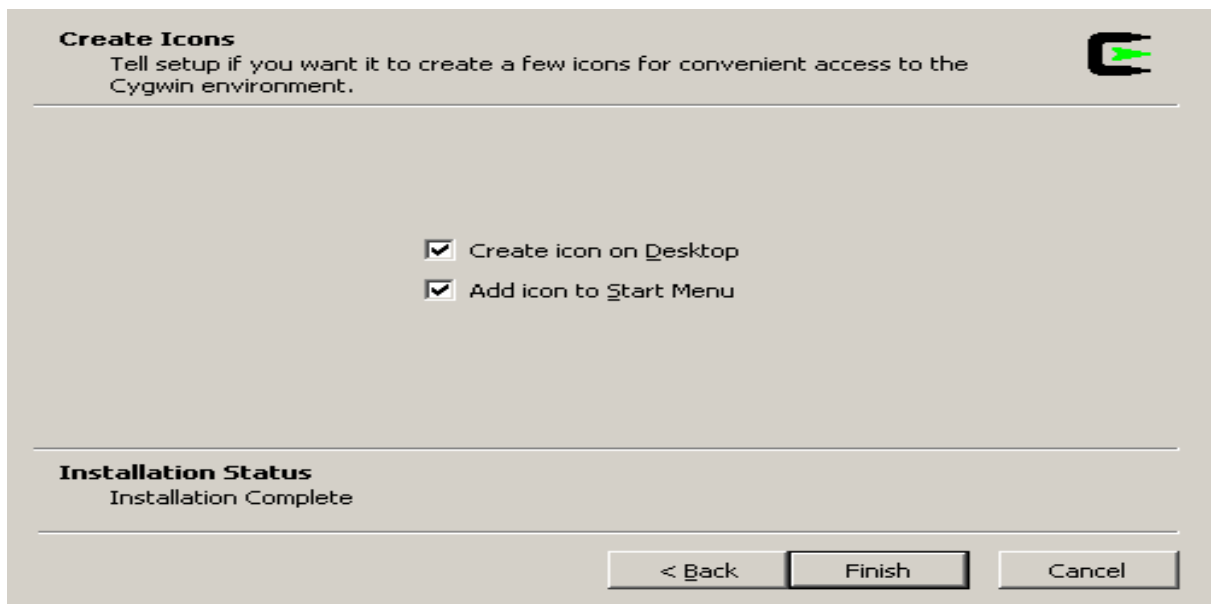 Create Icons
Tell setup if you want it to create a few icons for convenient access to the
Cygwin environment.
Create icon on Desktop
Add icon to Start Menu
Installation Status
Installation Complete
< Back
Finish
Cancel